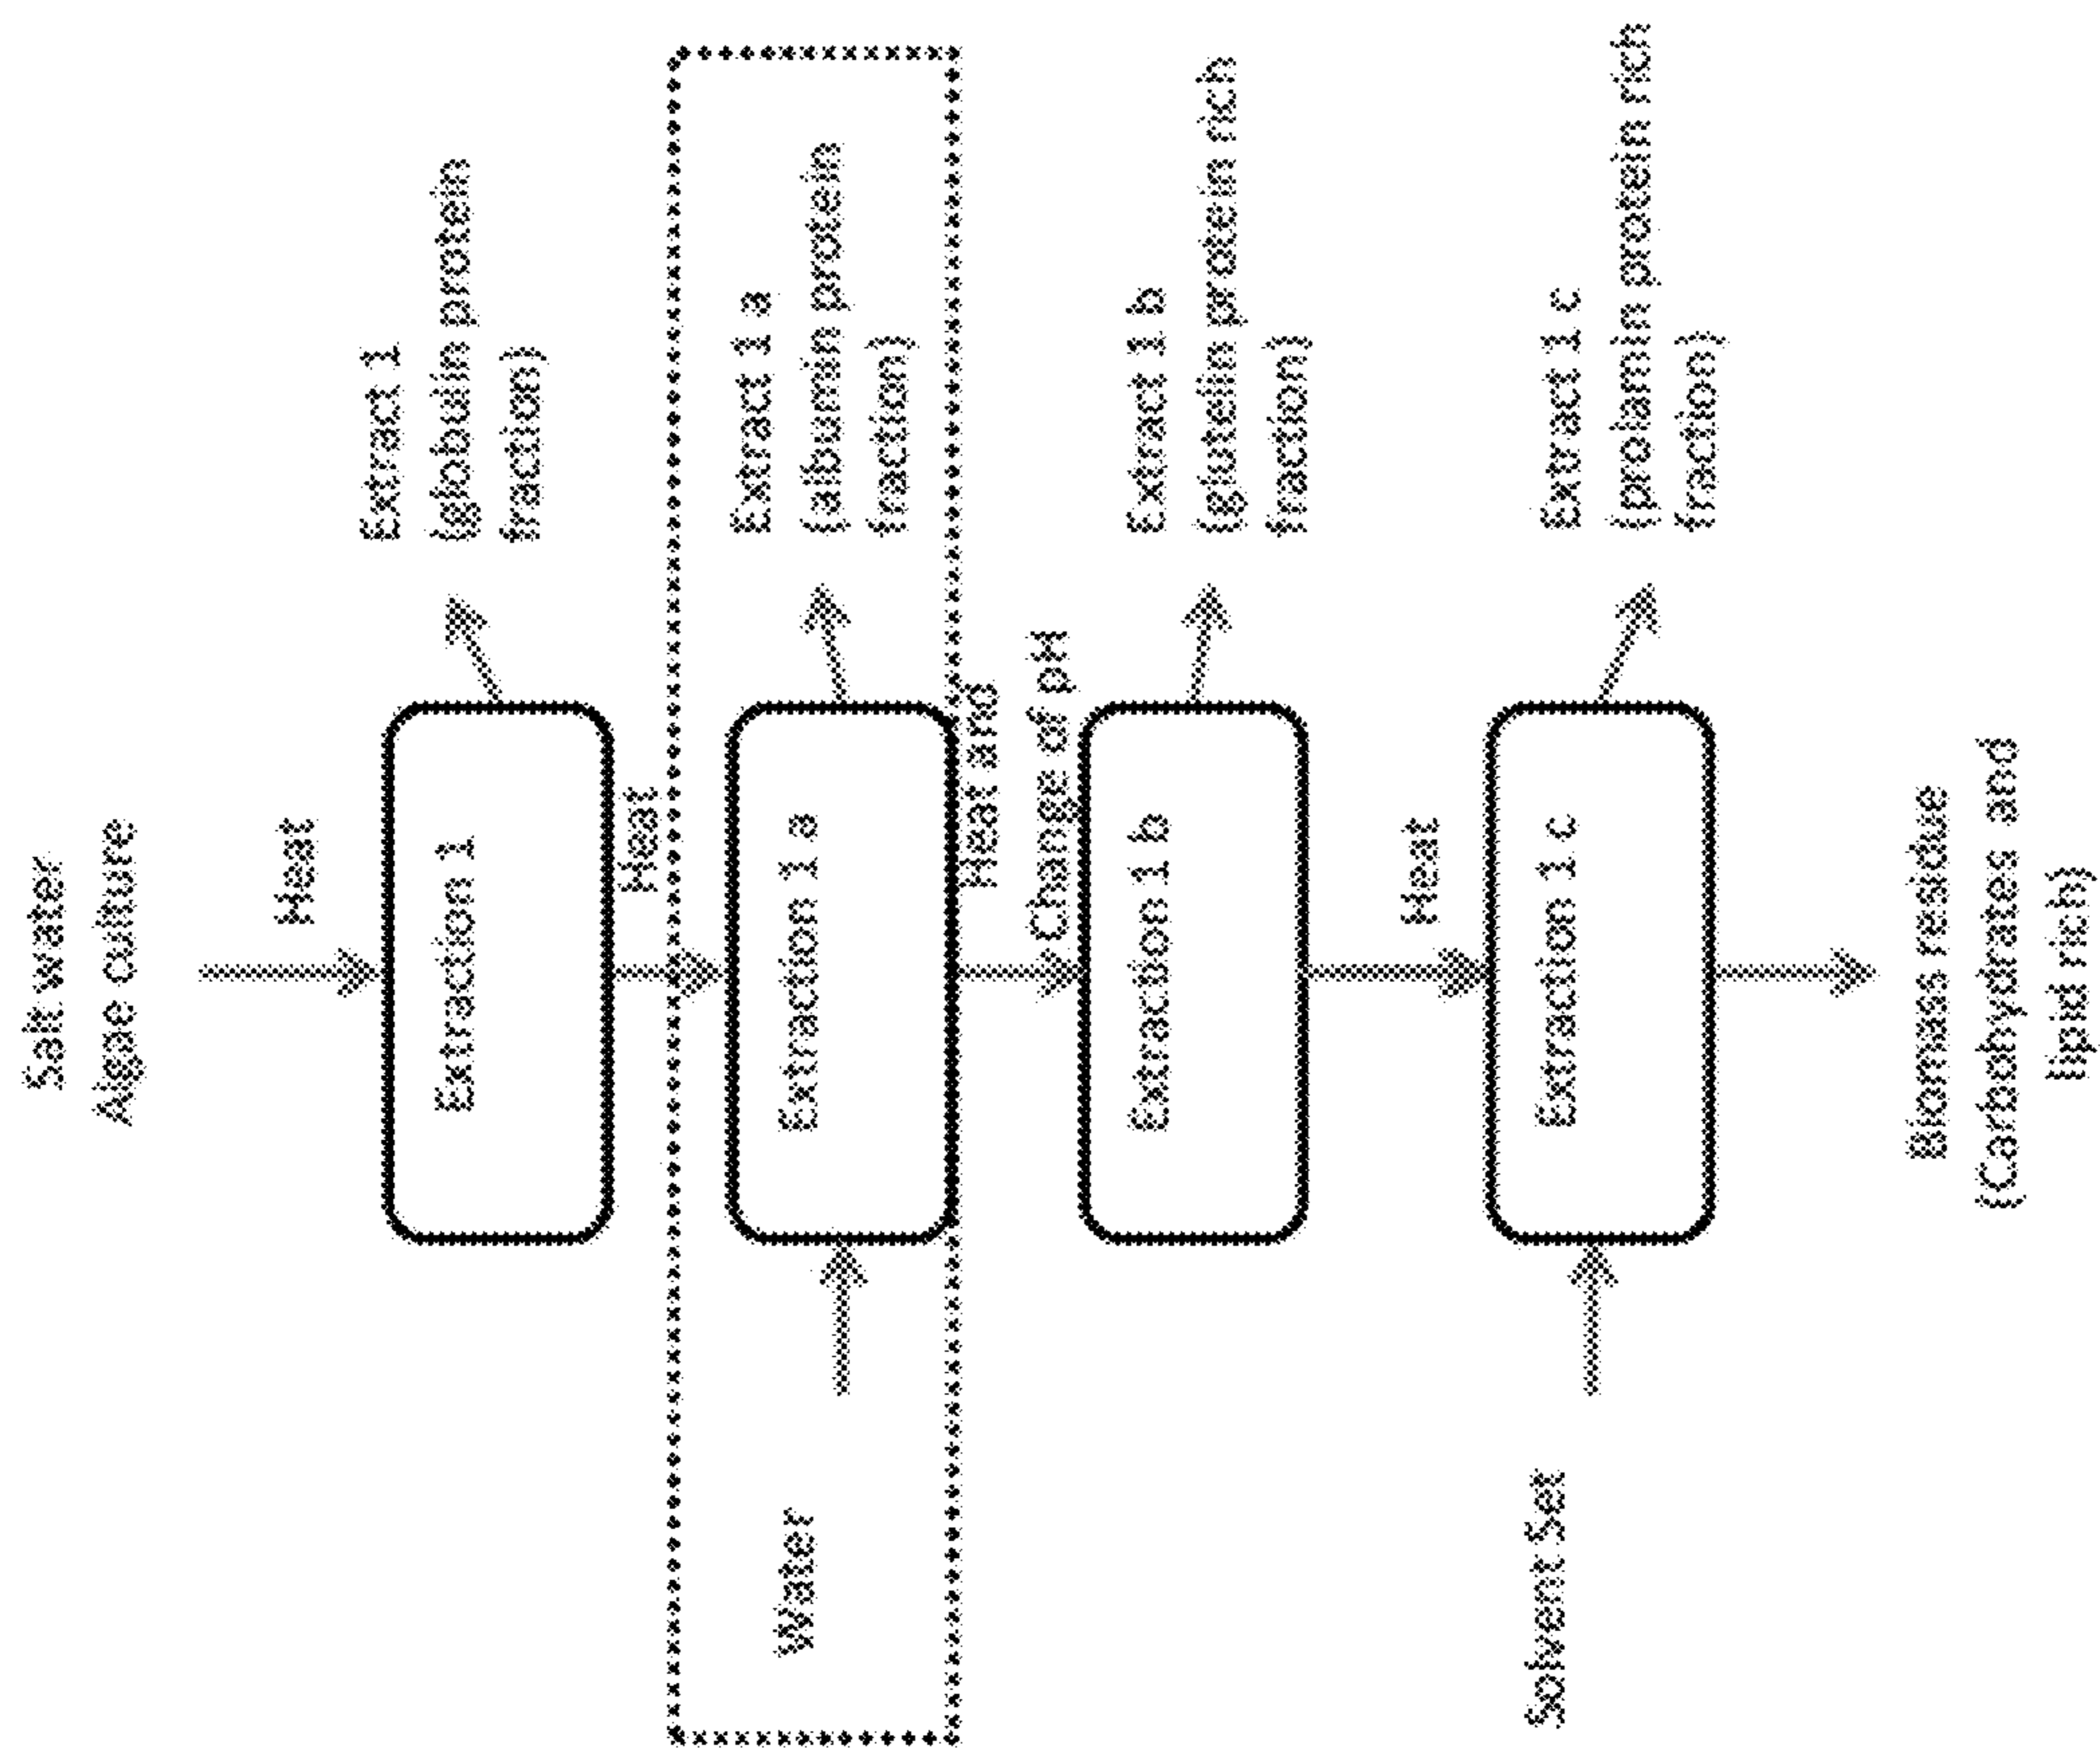 Salt water
Algae culture
Heat
Extraction 1
Extract 1
(globulin protein
fraction)
Heat
Water
Extraction 1 a
Extract 1 a
(albumin protein
fraction)
Heat and
Change of pH
Extraction 1 b
Extract 1 b
(glutelin protein rich
fraction)
Heat
Solvent Set
Extraction 1 c
Extract 1 c
(prolamin protein rich
fraction)
Biomass residue
(Carbohydrates and
lipid rich)